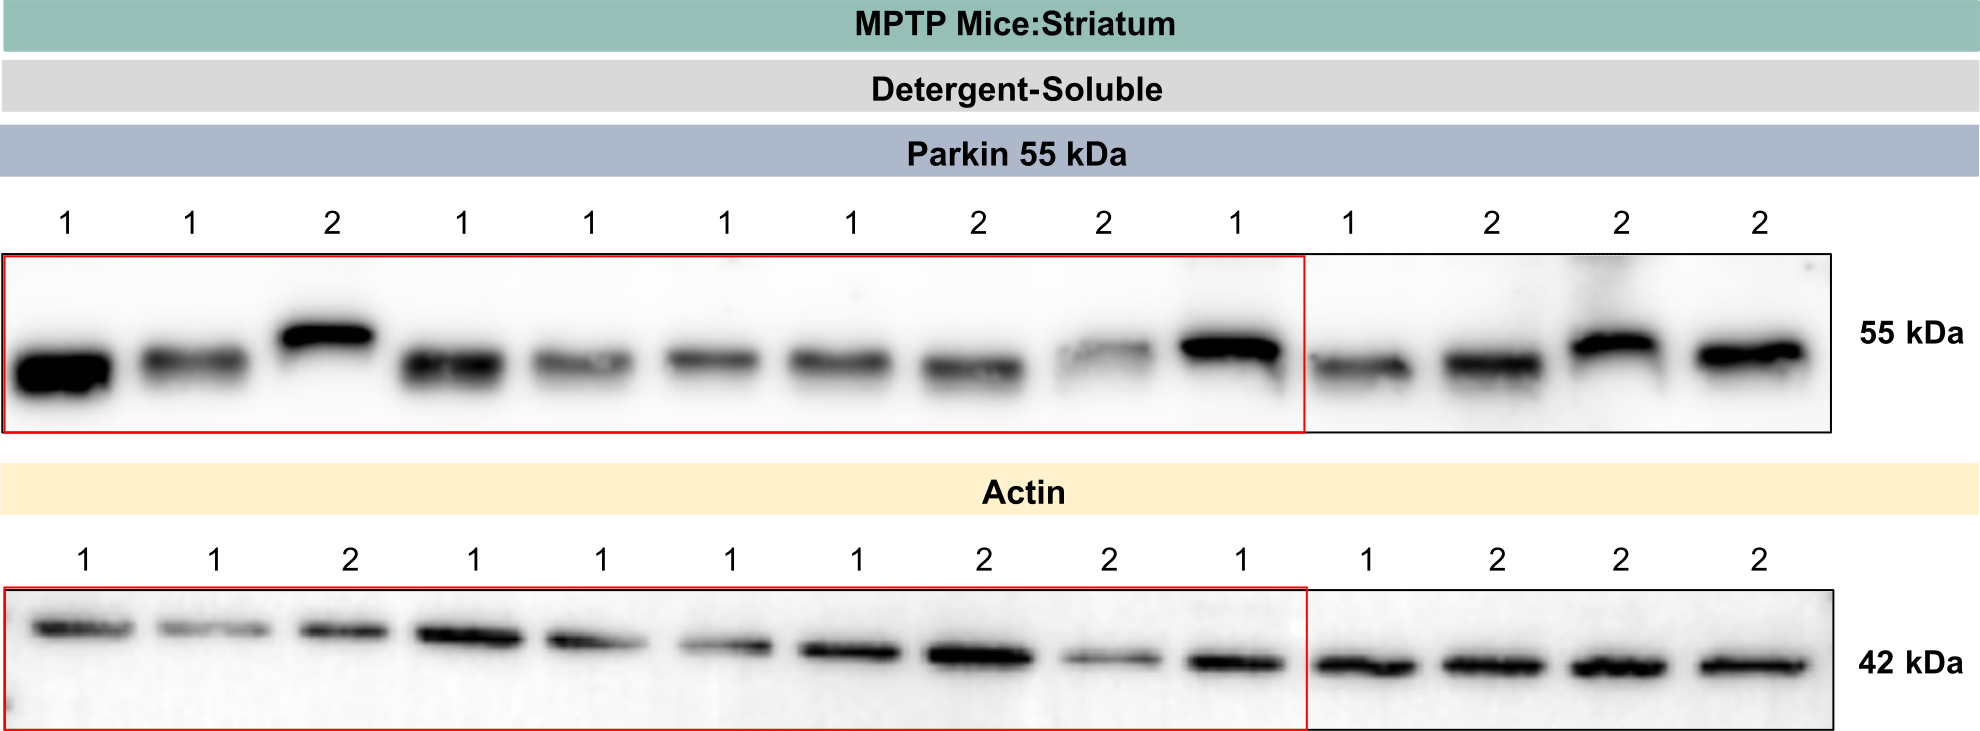 MPTP Mice:Striatum
Detergent-Soluble
Parkin 55 kDa
1 1 2 1 1 1 1 2 2 1 1 2 2 2
55 kDa
Actin
1 1 2 1 1 1 1 2 2 1 1 2 2 2
42 kDa